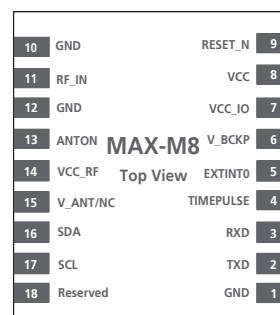 10 GND RESET_N 9
11 RF_IN VCC 8
12 GND VCC_IO 7
13 ANTON MAX-M8 V_BCKP 6
14 VCC_RF Top View EXTINT0 5
15 V_ANT/NC TIMEPULSE 4
16 SDA RXD 3
17 SCL TXD 2
18 Reserved GND 1